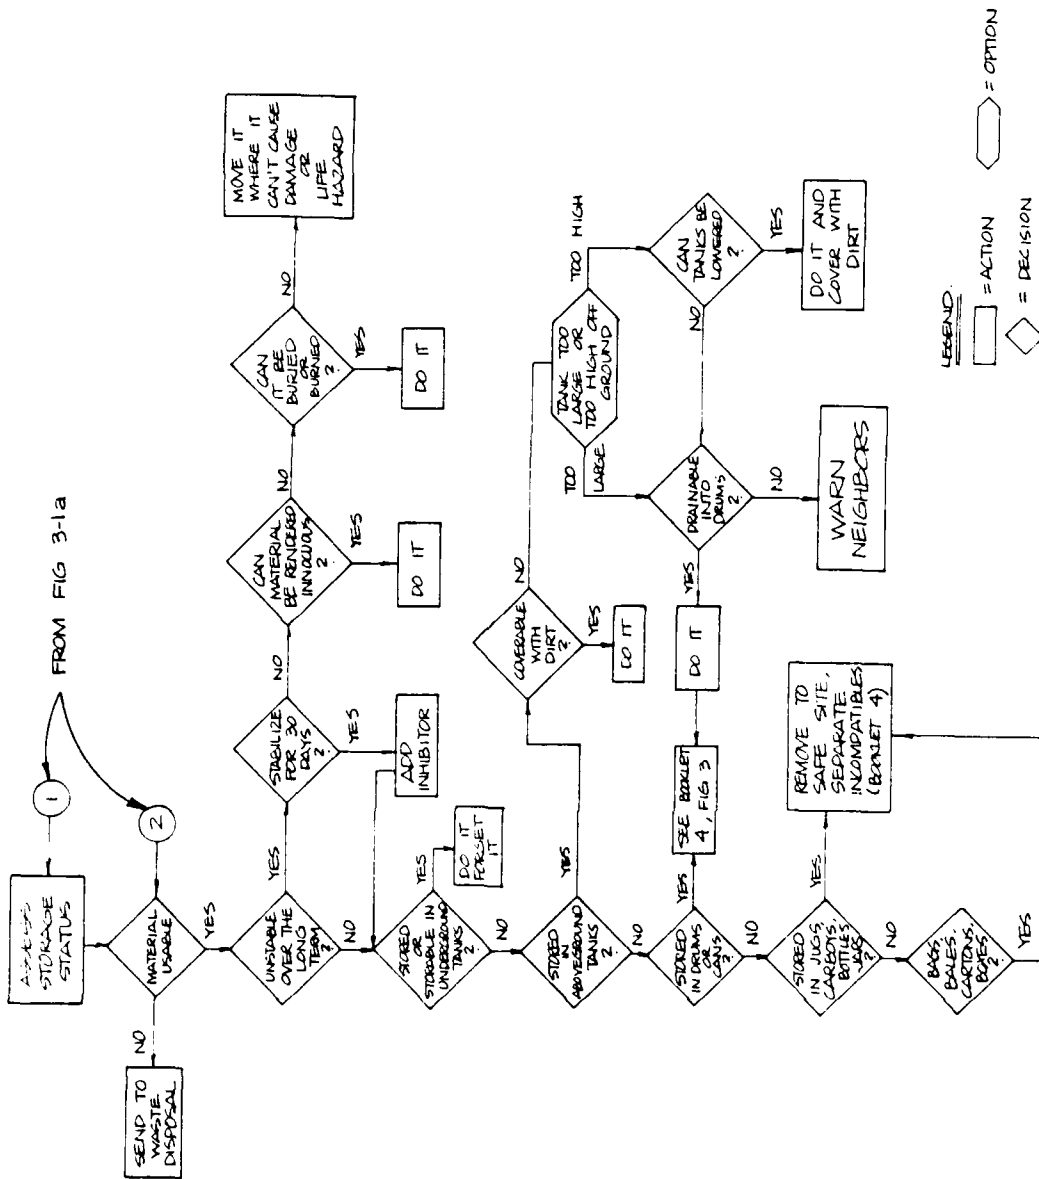 FROM FIG 3-1a
1
2
ASSESS
STORAGE
STATUS
MATERIAL
USABLE
?
NO
SEND TO
WASTE
DISPOSAL
YES
UNSTABLE
OVER THE
LONG
TERM
?
YES
STABILIZE
FOR 30
DAYS
?
YES
ADD
INHIBITOR
NO
CAN
MATERIAL
BE RENDERED
INNOCUOUS
?
YES
DO IT
NO
CAN
IT BE
BURIED
OR
BURNED
?
YES
DO IT
NO
MOVE IT
WHERE IT
CAN'T CAUSE
DAMAGE
OR
LIFE
HAZARD
NO
STORED
OR
STORABLE IN
UNDERGROUND
TANKS
?
YES
DO IT
FORGET
IT
NO
STORED
IN
ABOVEGROUND
TANKS
?
YES
COVERABLE
WITH
DIRT
?
YES
DO IT
NO
TANK TOO
LARGE OR
TOO HIGH OFF
GROUND
TOO HIGH
CAN
TANKS BE
LOWERED
?
YES
DO IT AND
COVER WITH
DIRT
NO
TOO
LARGE
DRAINABLE
INTO
DRUMS
?
NO
WARN
NEIGHBORS
YES
DO IT
NO
STORED
IN DRUMS
OR
CANS
?
YES
SEE BOOKLET
4, FIG 3
NO
STORED
IN JUGS,
CARBOYS,
BOTTLES,
JARS
?
YES
REMOVE TO
SAFE SITE,
SEPARATE
INCOMPATIBLES
(BOOKLET 4)
NO
BAGS,
BALES,
CARTONS,
BOXES,
?
YES
LEGEND
= ACTION
= DECISION
= OPTION